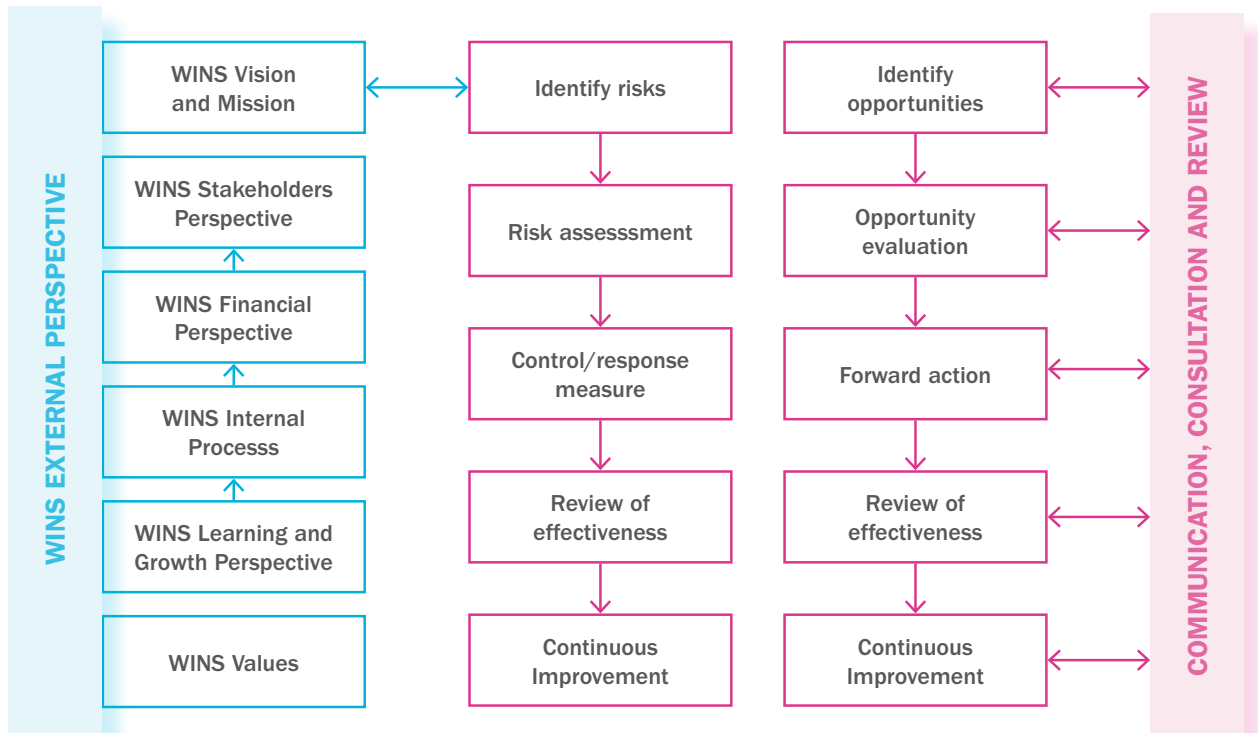 WINS EXTERNAL PERSPECTIVE
WINS Vision
and Mission
WINS Stakeholders
Perspective
WINS Financial
Perspective
WINS Internal
Processs
WINS Learning and
Growth Perspective
WINS Values
Identify risks
Risk assesssment
Control/response
measure
Review of
effectiveness
Continuous
Improvement
Identify
opportunities
Opportunity
evaluation
Forward action
Review of
effectiveness
Continuous
Improvement
COMMUNICATION, CONSULTATION AND REVIEW